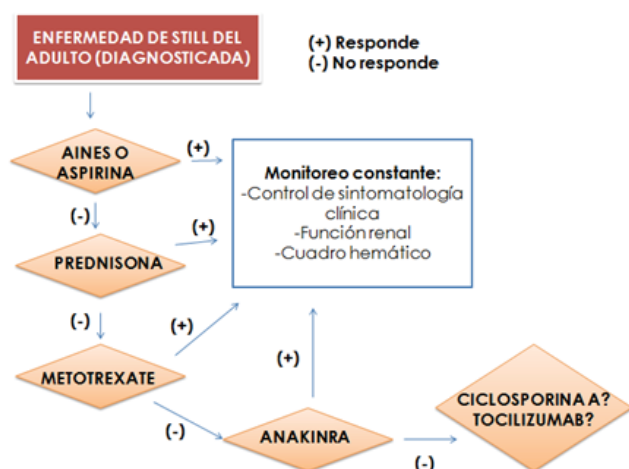 ENFERMEDAD DE STILL DEL
ADULTO (DIAGNOSTICADA)
(+) Responde
(-) No responde
AINES O
ASPIRINA
(+)
Monitoreo constante:
-Control de sintomatología
clínica
-Función renal
-Cuadro hemático
(-)
PREDNISONA
(+)
(-)
METOTREXATE
(+)
(-)
ANAKINRA
(+)
(-)
CICLOSPORINA A?
TOCILIZUMAB?